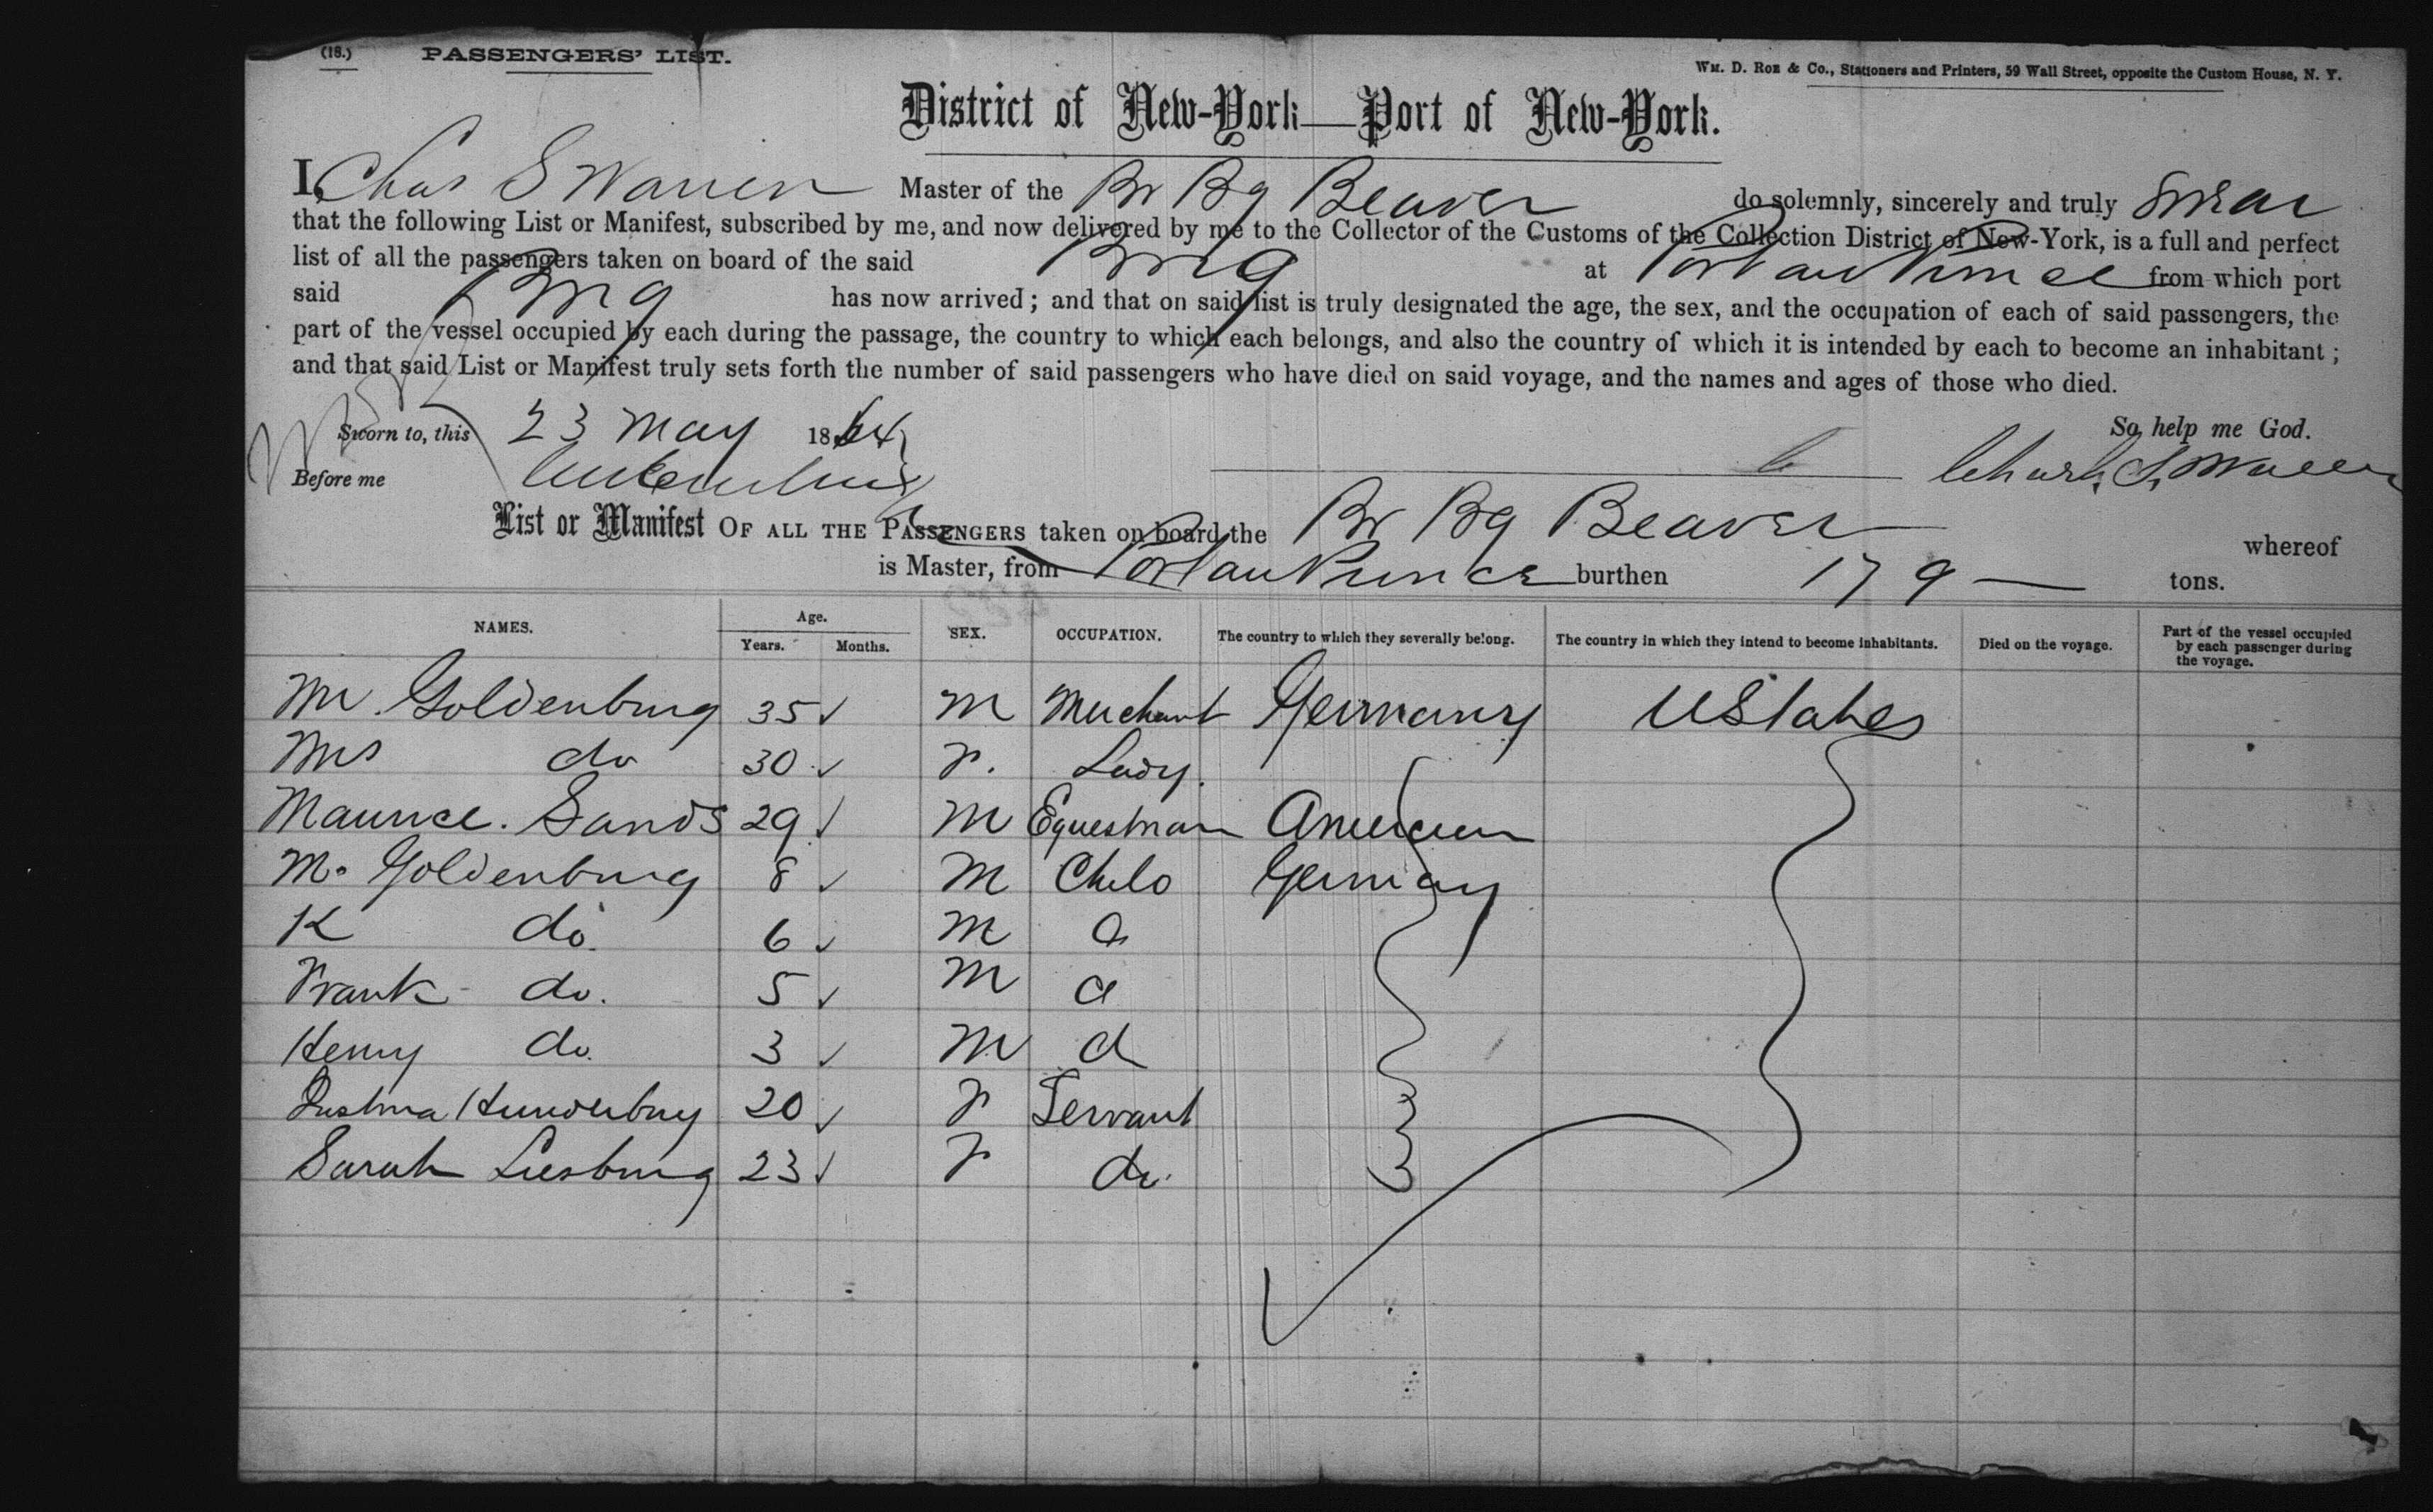 (18.) PASSENGERS' LIST.
Wm. D. Roe & Co., Stationers and Printers, 59 Wall Street, opposite the Custom House, N. Y.
District of New-York—Port of New-York.
I, Chas S Warren Master of the Br Bg Beaver do solemnly, sincerely and truly swear
that the following List or Manifest, subscribed by me, and now delivered by me to the Collector of the Customs of the Collection District of New-York, is a full and perfect
list of all the passengers taken on board of the said Brig at Port au Prince from which port
said Brig has now arrived; and that on said list is truly designated the age, the sex, and the occupation of each of said passengers, the
part of the vessel occupied by each during the passage, the country to which each belongs, and also the country of which it is intended by each to become an inhabitant;
and that said List or Manifest truly sets forth the number of said passengers who have died on said voyage, and the names and ages of those who died.
Sworn to, this 23 May 1864 So help me God.
Before me Charles S. Warren
List or Manifest OF ALL THE PASSENGERS taken on board the Br Bg Beaver whereof
is Master, from Port au Prince burthen 179 tons.
NAMES. Age. Years. Months. SEX. OCCUPATION. The country to which they severally belong. The country in which they intend to become inhabitants. Died on the voyage. Part of the vessel occupied by each passenger during the voyage.
Mr. Goldenburg 35 M Merchant Germany U States
Mrs do 30 F. Lady.
Maurice. Sands 29 M Equestrian American
M. Goldenburg 8 M Child Germany
K do. 6 M d
Frank do. 5 M d
Henry do. 3 M d
20 F Servant
Sarah 23 F do.